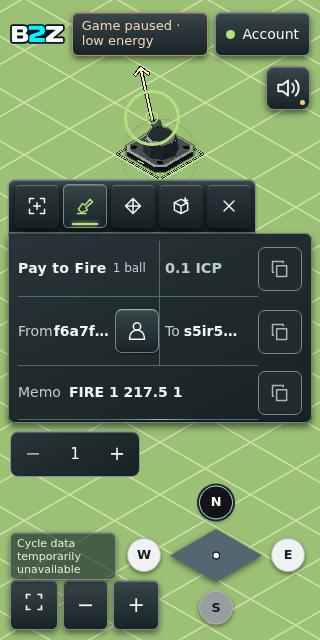 B2Z
Game paused ·
low energy
Account
Pay to Fire 1 ball
0.1 ICP
From f6a7f…
To s5ir5…
Memo FIRE 1 217.5 1
− 1 +
N
W
E
S
Cycle data
temporarily
unavailable
− +